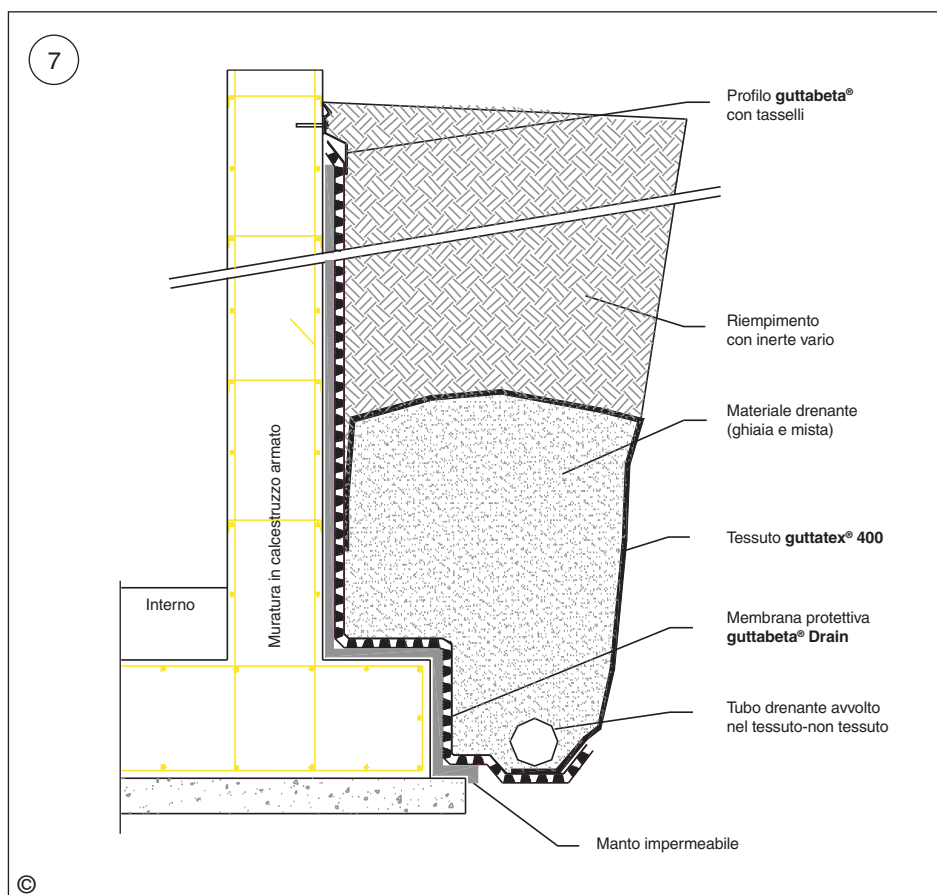 7
Profilo guttabeta®
con tasselli
Riempimento
con inerte vario
Materiale drenante
(ghiaia e mista)
Muratura in calcestruzzo armato
Tessuto guttatex® 400
Interno
Membrana protettiva
guttabeta® Drain
Tubo drenante avvolto
nel tessuto-non tessuto
Manto impermeabile
©